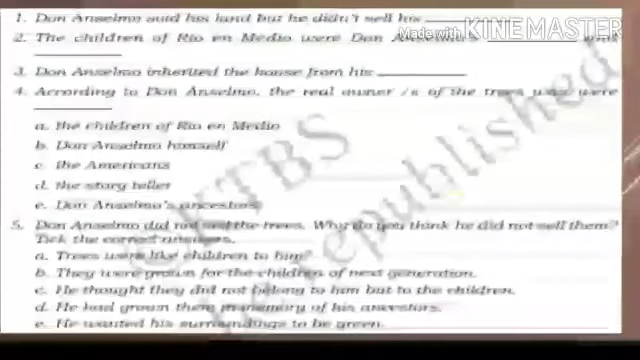 1. Don Anselmo sold his land but he didn't sell his
Made with KINEMASTER
2. The children of Rio en Medio were Don Anselmo's and
3. Don Anselmo inherited the house from his
4. According to Don Anselmo, the real owner /s of the trees was were
a. the children of Rio en Medio
b. Don Anselmo himself
c. the Americans
d. the story teller
e. Don Anselmo's ancestors
5. Don Anselmo did not sell the trees. Why do you think he did not sell them?
Tick the correct answers.
a. Trees were like children to him
b. They were grown for the children of next generation.
c. He thought they did not belong to him but to the children.
d. He had grown them in memory of his ancestors.
e. He wanted his surroundings to be green.
©KTBS
be republished